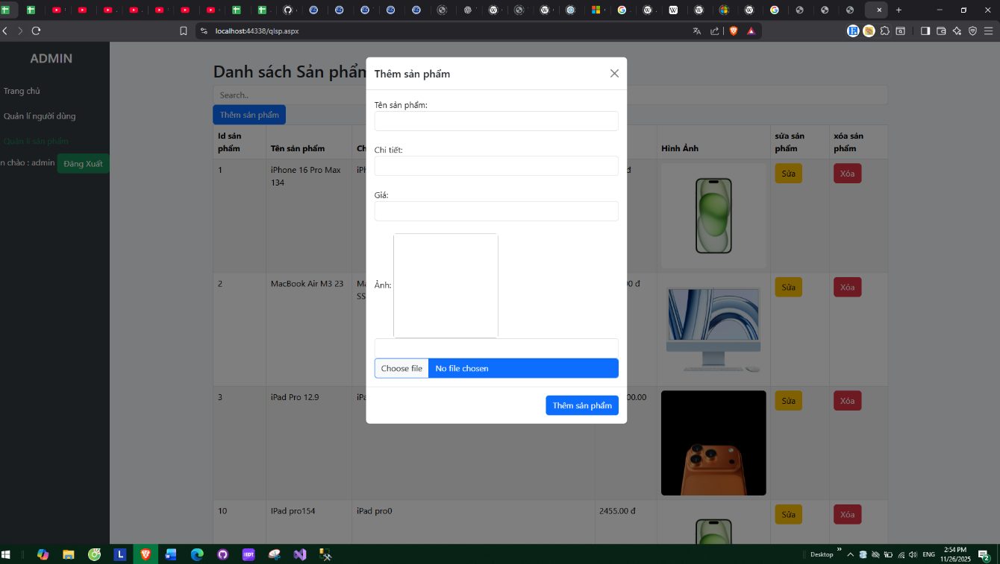 localhost:44338/qlsp.aspx
ADMIN
Trang chủ
Quản lí người dùng
Quản lí sản phẩm
n chào : admin
Đăng Xuất
Danh sách Sản phẩn
Search..
Thêm sản phẩm
Id sản phẩm
Tên sản phẩm
Ch
Hình Ảnh
sửa sản phẩm
xóa sản phẩm
1
iPhone 16 Pro Max 134
iPh
đ
Sửa
Xóa
2
MacBook Air M3 23
Ma
SS
00 đ
Sửa
Xóa
3
iPad Pro 12.9
iPa
00.00
Sửa
Xóa
10
IPad pro154
iPad pro0
2455.00 đ
Sửa
Xóa
Thêm sản phẩm
Tên sản phẩm:
Chi tiết:
Giá:
Ảnh:
Choose file
No file chosen
Thêm sản phẩm
Desktop
ENG
2:54 PM
11/26/2025
2